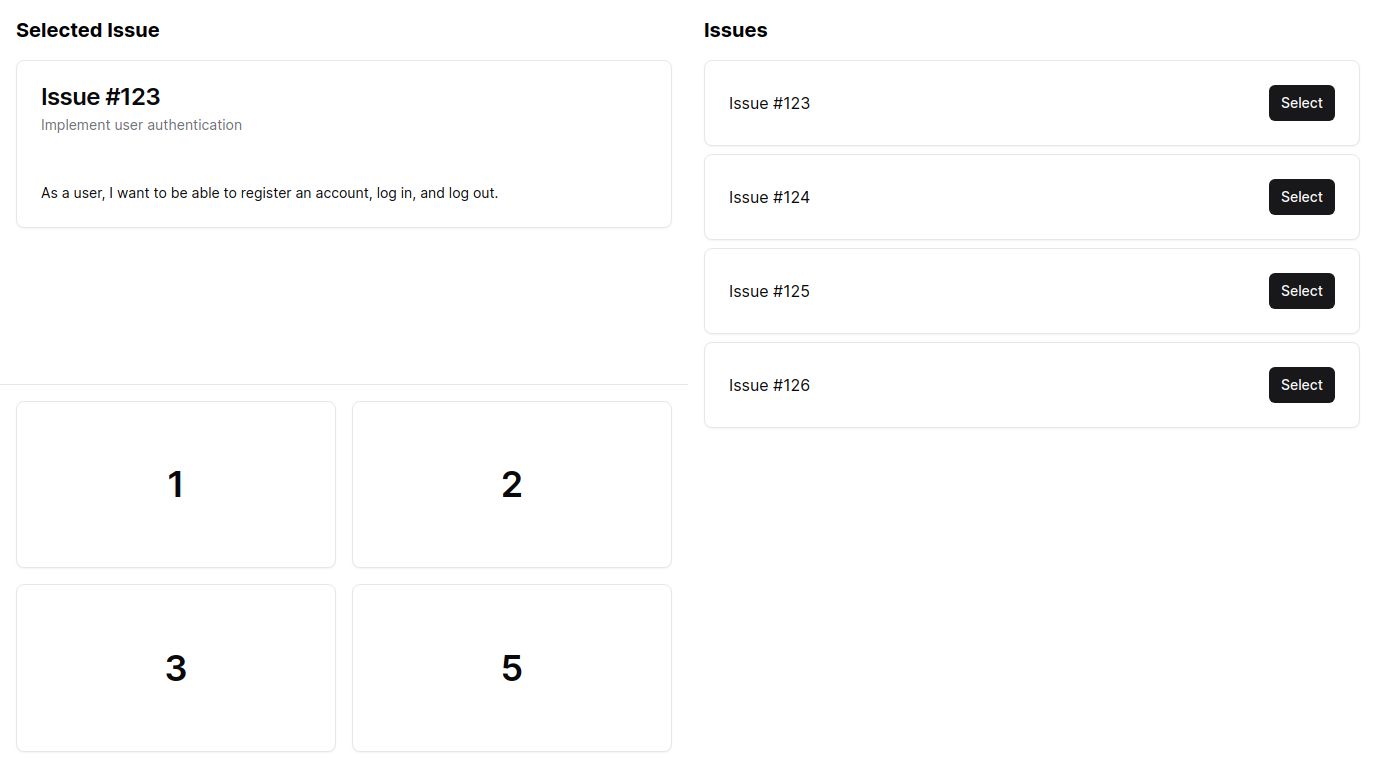 Selected Issue
Issue #123
Implement user authentication
As a user, I want to be able to register an account, log in, and log out.
1
2
3
5
Issues
Issue #123
Select
Issue #124
Select
Issue #125
Select
Issue #126
Select